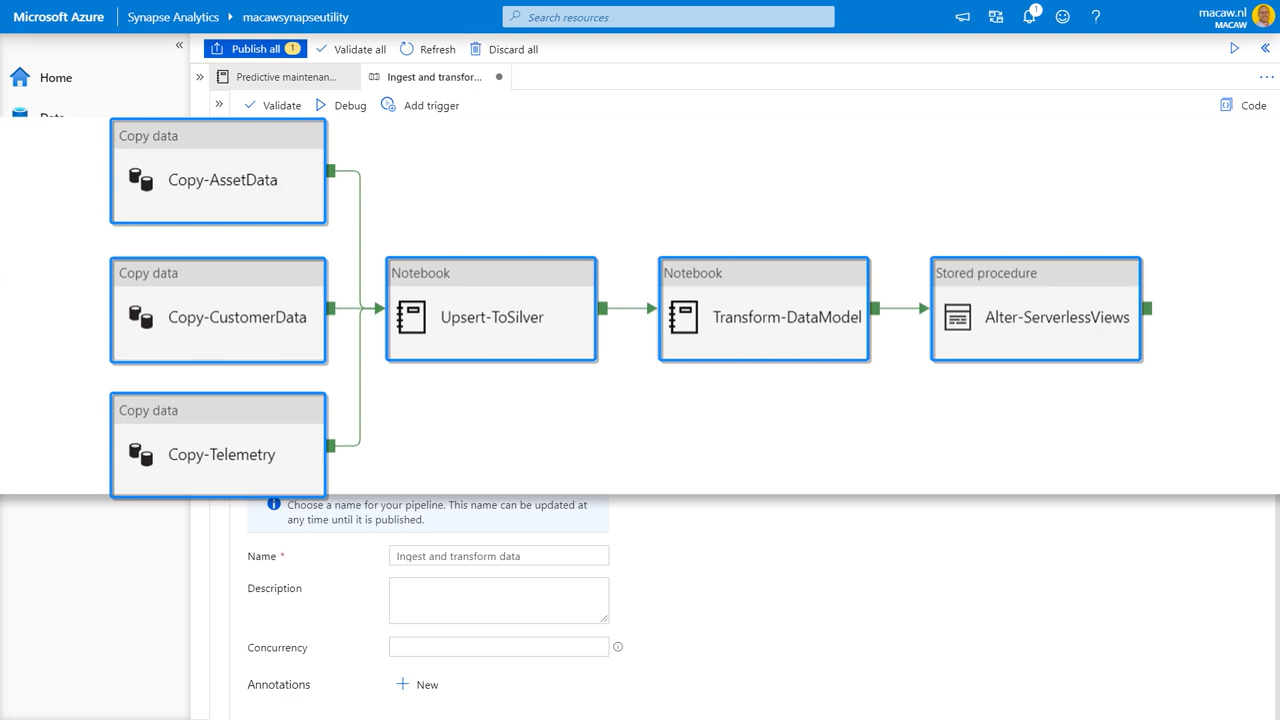 Microsoft Azure
Synapse Analytics
macawsynapseutility
Search resources
1
macaw.nl
MACAW
Publish all 1
Validate all
Refresh
Discard all
Home
Predictive maintenan...
Ingest and transfor...
Validate
Debug
Add trigger
Code
Copy data
Copy-AssetData
Copy data
Copy-CustomerData
Notebook
Upsert-ToSilver
Notebook
Transform-DataModel
Stored procedure
Alter-ServerlessViews
Copy data
Copy-Telemetry
Choose a name for your pipeline. This name can be updated at
any time until it is published.
Name *
Ingest and transform data
Description
Concurrency
Annotations
New